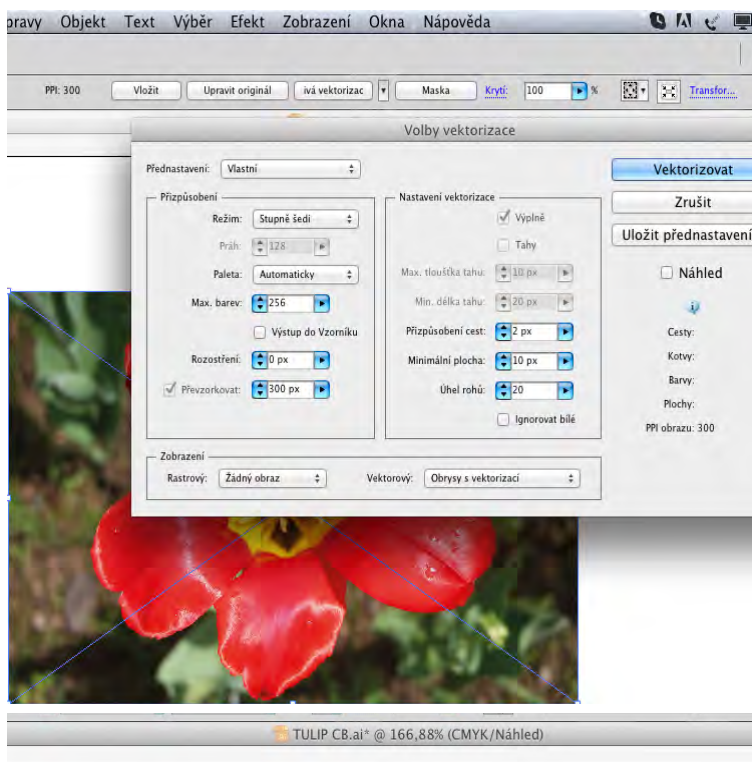 pravy Objekt Text Výběr Efekt Zobrazení Okna Nápověda
PPI: 300 Vložit Upravit originál ivá vektorizac Maska Krytí: 100 % Transfor...
Volby vektorizace
Přednastavení: Vlastní
Vektorizovat
Zrušit
Uložit přednastavení
Náhled
Přizpůsobení
Režim: Stupně šedi
Práh: 128
Paleta: Automaticky
Max. barev: 256
Výstup do Vzorníku
Rozostření: 0 px
Převzorkovat: 300 px
Nastavení vektorizace
Výplně
Tahy
Max. tloušťka tahu: 10 px
Min. délka tahu: 20 px
Přizpůsobení cest: 2 px
Minimální plocha: 10 px
Úhel rohů: 20
Ignorovat bílé
Cesty:
Kotvy:
Barvy:
Plochy:
PPI obrazu: 300
Zobrazení
Rastrový: Žádný obraz Vektorový: Obrysy s vektorizací
TULIP CB.ai* @ 166,88% (CMYK/Náhled)